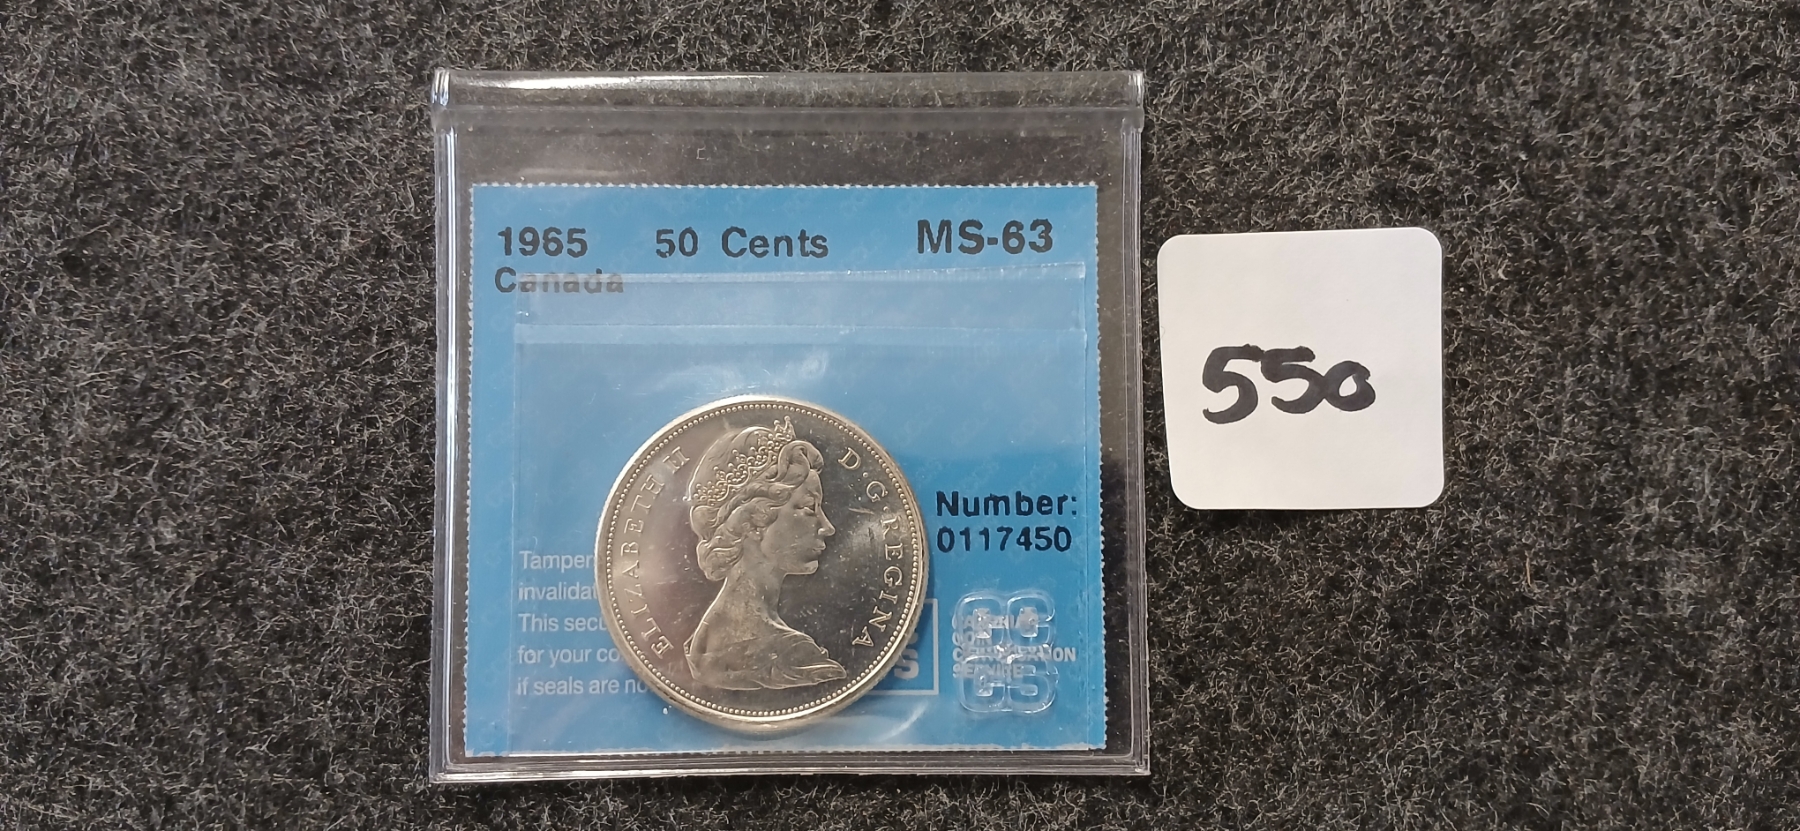 1965 50 Cents MS-63
Canada
ELIZABETH II D·G·REGINA
Number:
0117450
Tamper
invalidat
This secu
for your co
if seals are no
CCCS
550